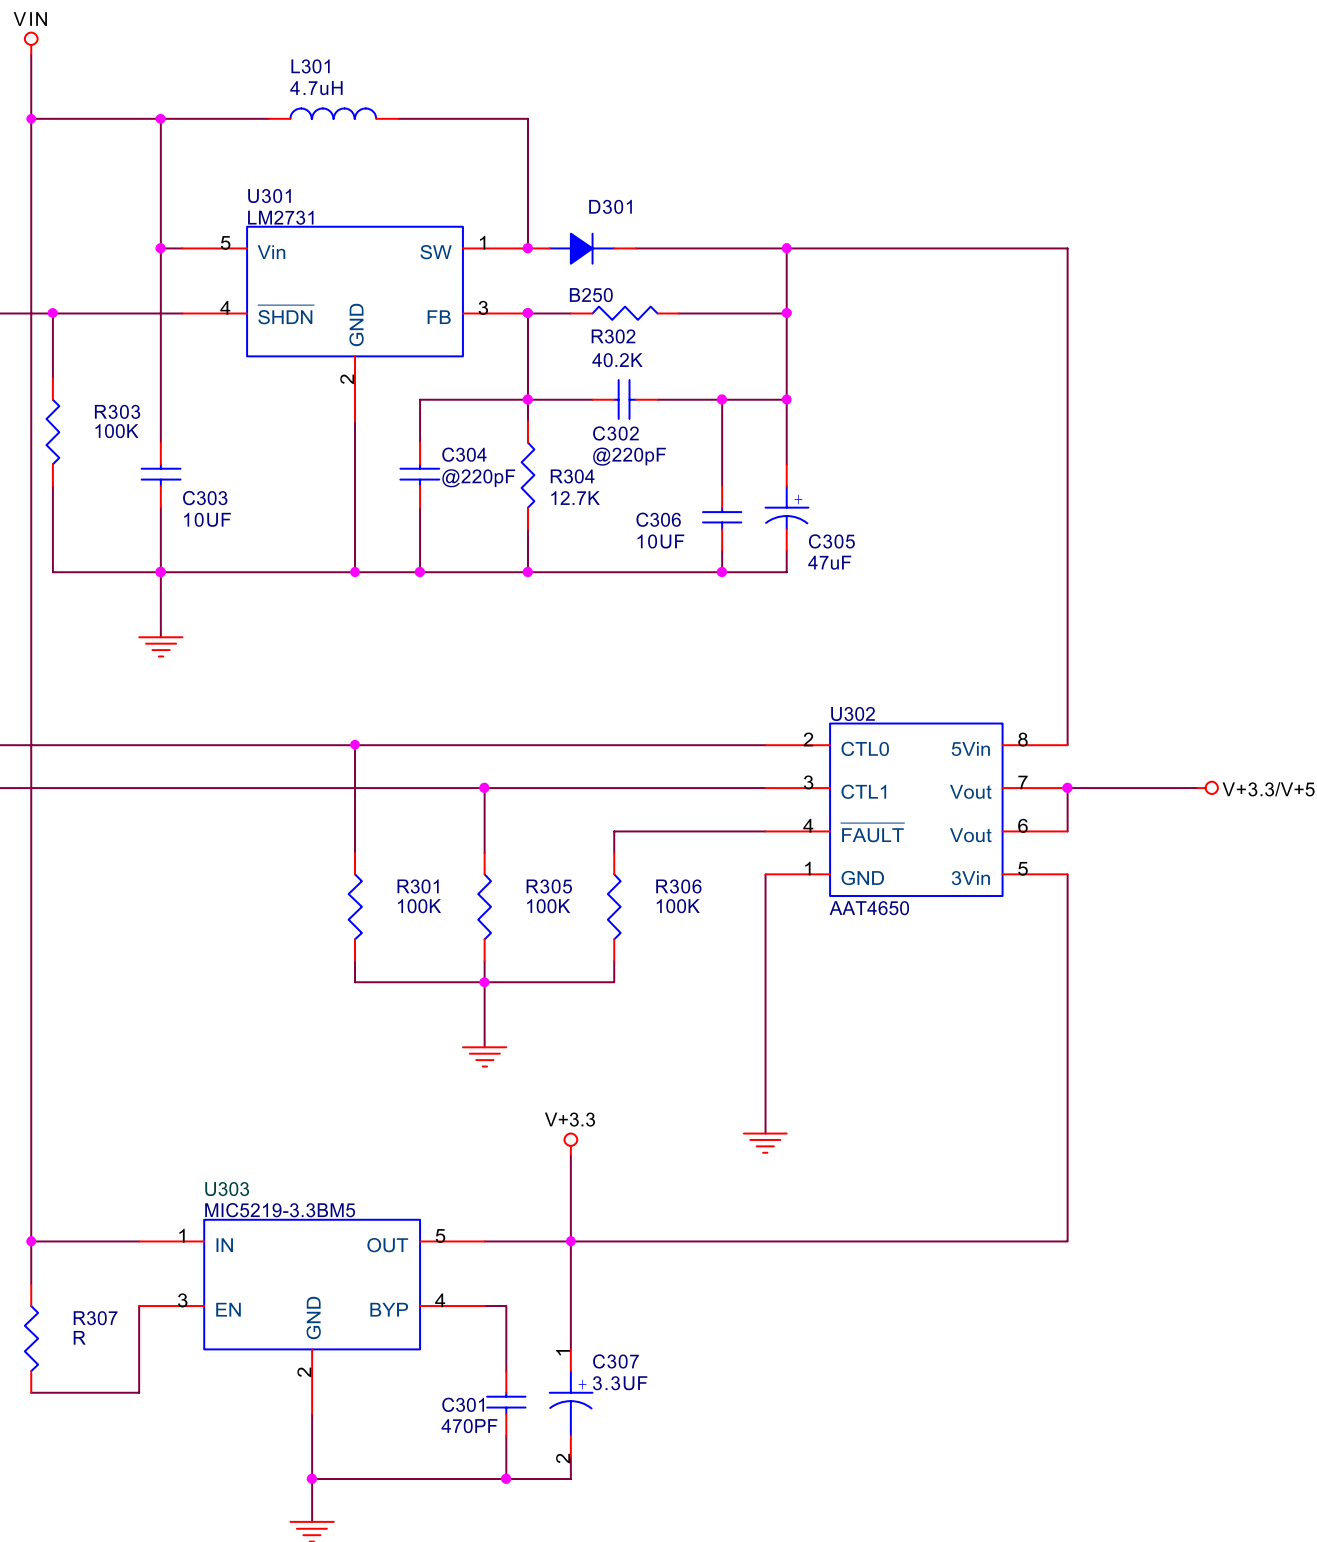 VIN
L301
4.7uH
U301
LM2731
D301
5
Vin
SW
1
B250
4
SHDN
GND
FB
3
R302
40.2K
2
R303
100K
C302
@220pF
C304
@220pF
R304
12.7K
C303
10UF
+
C306
10UF
C305
47uF
U302
2
CTL0
5Vin
8
3
CTL1
Vout
7
V+3.3/V+5
4
FAULT
Vout
6
1
GND
3Vin
5
AAT4650
R301
100K
R305
100K
R306
100K
V+3.3
U303
MIC5219-3.3BM5
1
IN
OUT
5
3
EN
GND
BYP
4
R307
R
2
1
C307
+
3.3UF
C301
470PF
2